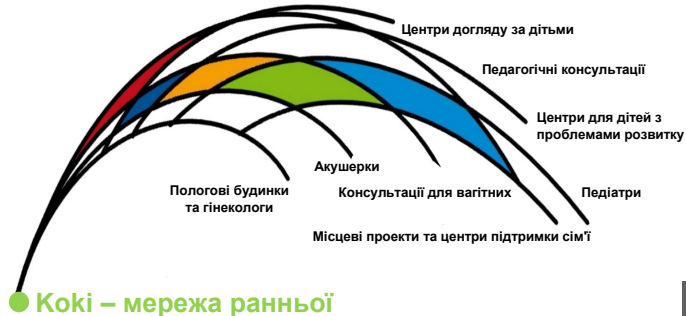 Центри догляду за дітьми
Педагогічні консультації
Центри для дітей з
проблемами розвитку
Акушерки
Пологові будинки
та гінекологи
Консультації для вагітних
Педіатри
Місцеві проекти та центри підтримки сім'ї
Koki – мережа ранньої